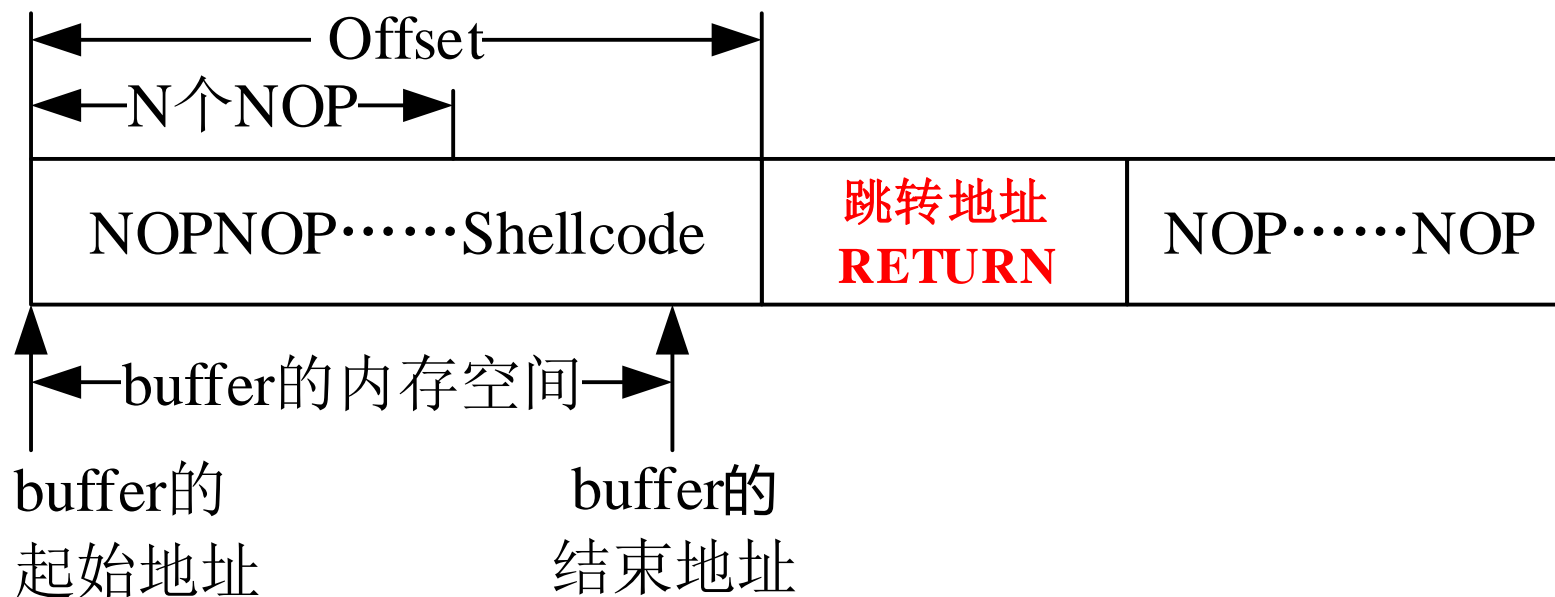 Offset
N个NOP
NOPNOP……Shellcode
跳转地址
RETURN
NOP……NOP
buffer的内存空间
buffer的
起始地址
buffer的
结束地址